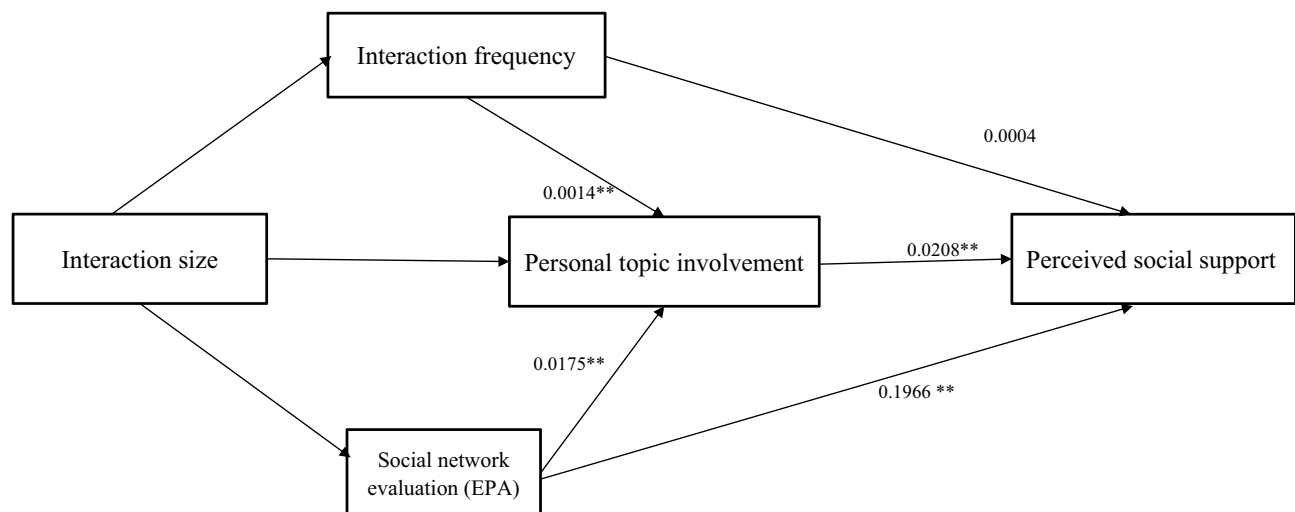 Interaction frequency
0.0004
0.0014**
Interaction size
Personal topic involvement
0.0208**
Perceived social support
0.0175**
0.1966 **
Social network
evaluation (EPA)